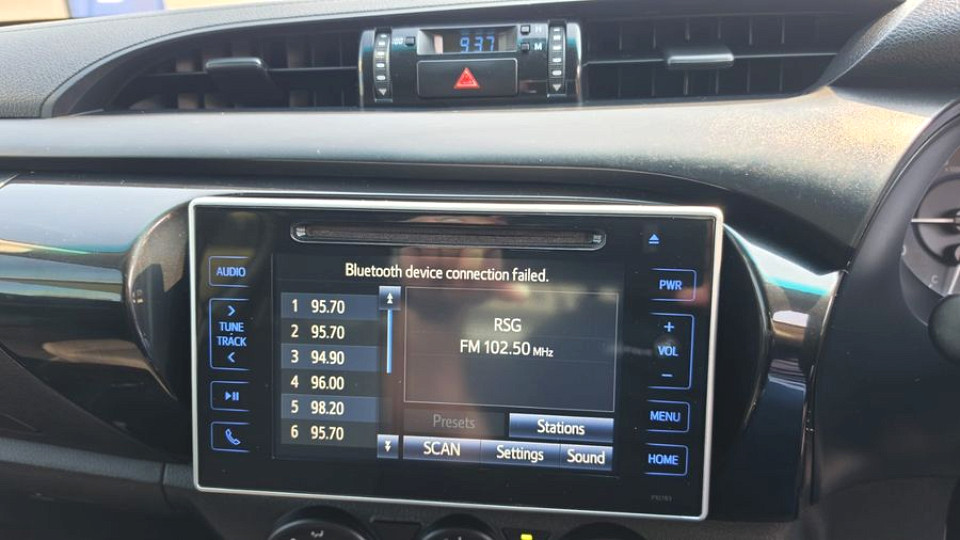 :00
H
9:37
M
Bluetooth device connection failed.
AUDIO
TUNE
TRACK
1 95.70
2 95.70
3 94.90
4 96.00
5 98.20
6 95.70
RSG
FM 102.50 MHz
Presets
Stations
SCAN
Settings
Sound
PWR
+
VOL
−
MENU
HOME